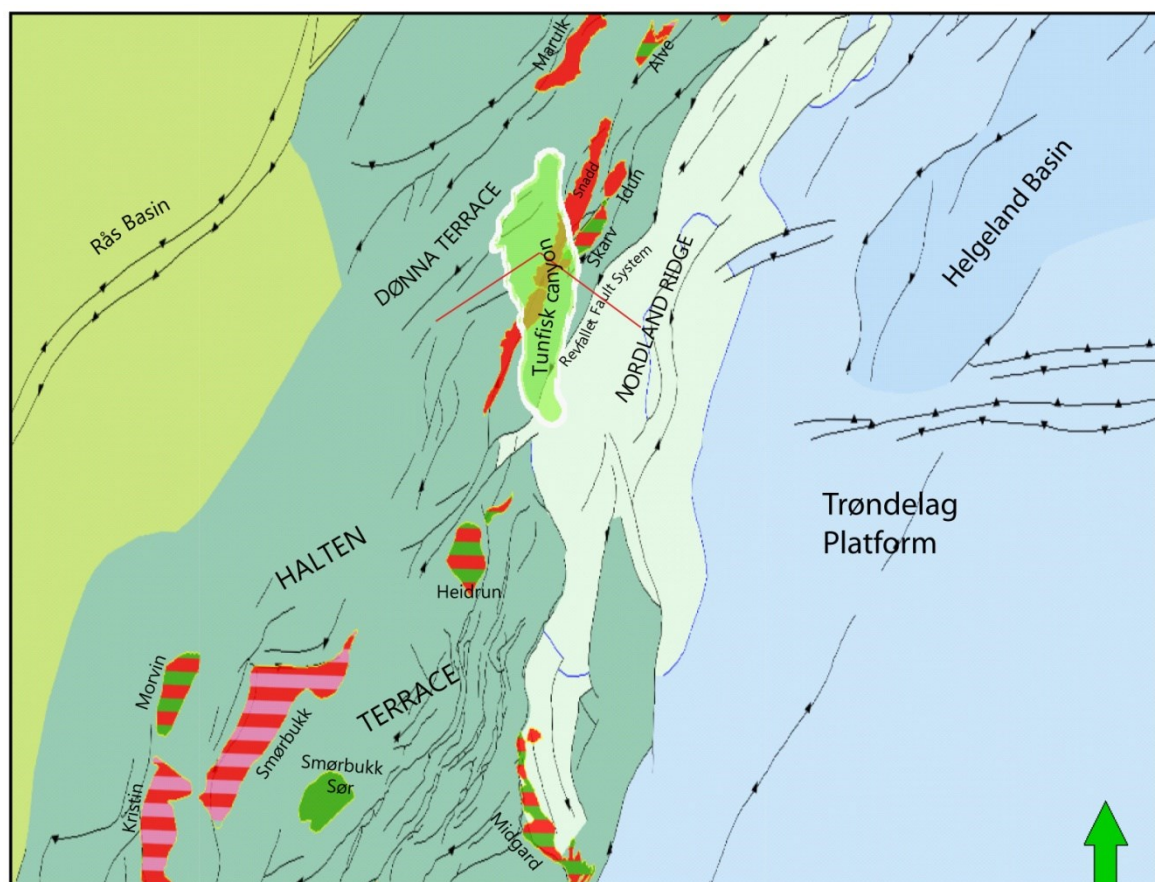 Marulk
Alve
Rås Basin
DØNNA TERRACE
Snadd
Idun
Skarv
Tunfisk canyon
Revfallet Fault System
NORDLAND RIDGE
Helgeland Basin
Trøndelag
Platform
HALTEN
Heidrun
TERRACE
Morvin
Smørbukk
Smørbukk
Sør
Kristin
Midgard